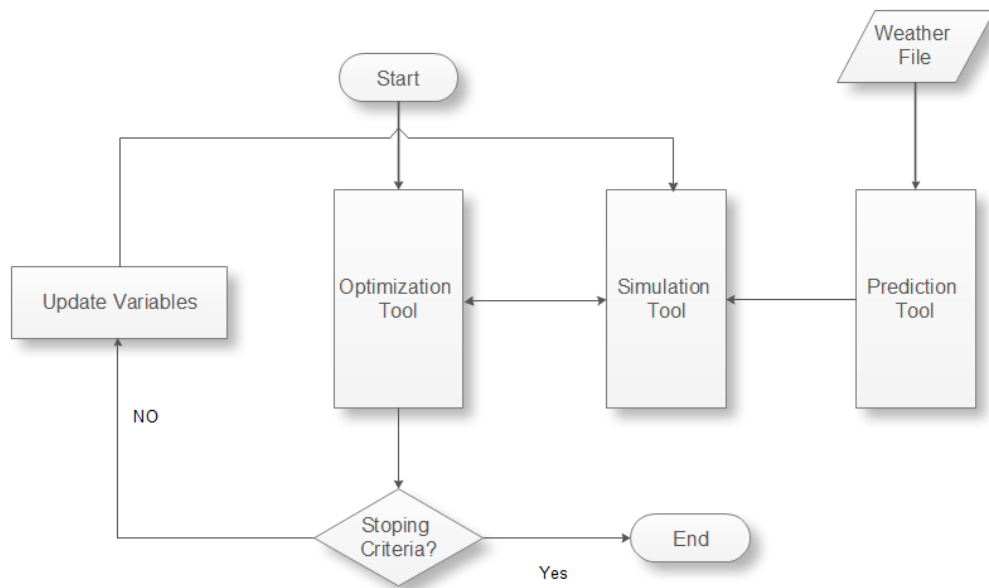 Weather
File
Start
Update Variables
Optimization
Tool
Simulation
Tool
Prediction
Tool
NO
Stoping
Criteria?
Yes
End